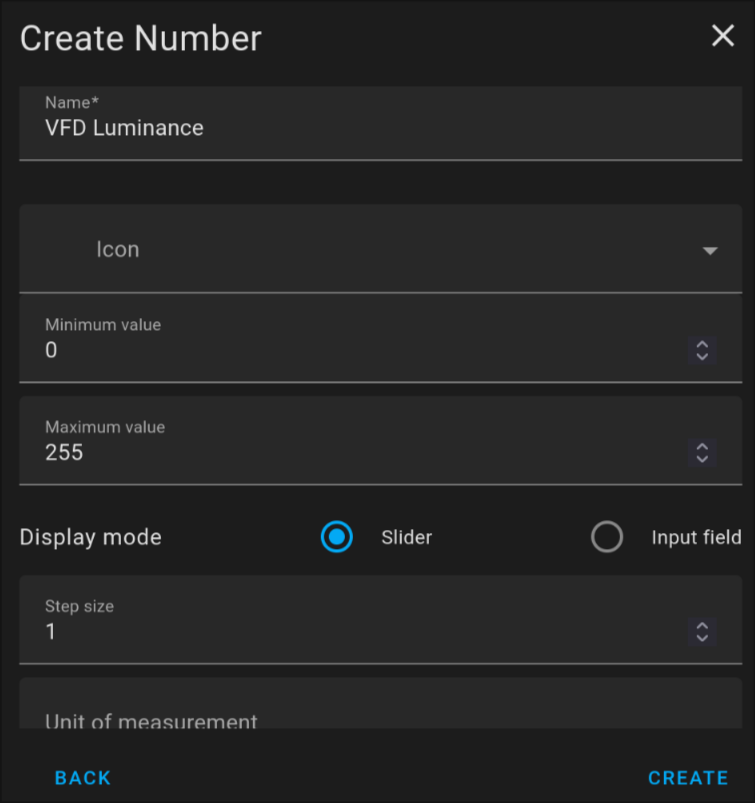 Create Number
Name*
VFD Luminance
Icon
Minimum value
0
Maximum value
255
Display mode Slider Input field
Step size
1
Unit of measurement
BACK CREATE